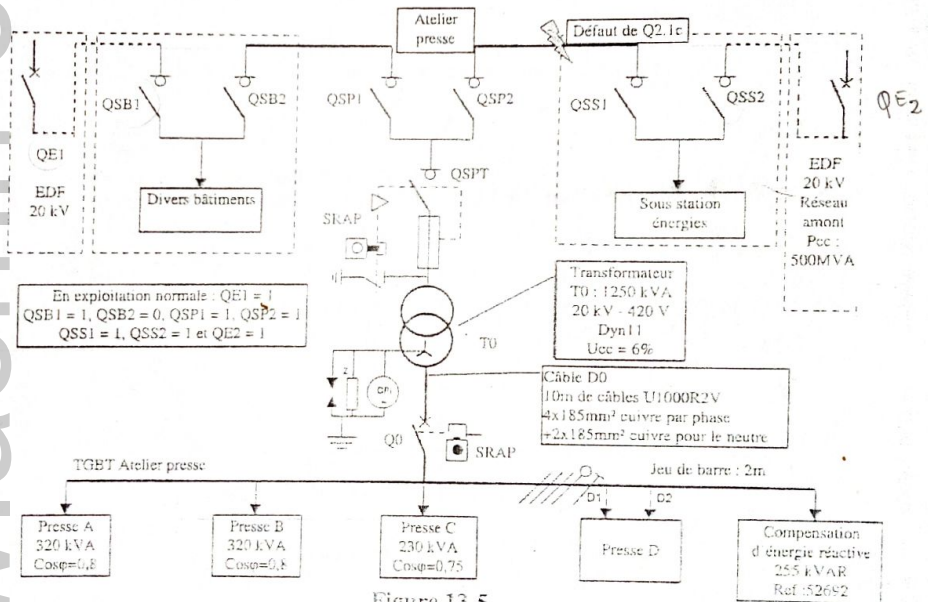 Atelier
presse
Défaut de Q2.1c
QSB1
QSB2
QSP1
QSP2
QSS1
QSS2
QE2
QE1
EDF
20 kV
Divers bâtiments
QSPT
SRAP
Sous station
énergies
EDF
20 kV
Réseau
amont
Pcc :
500MVA
En exploitation normale : QE1 = 1
QSB1 = 1, QSB2 = 0, QSP1 = 1, QSP2 = 1
QSS1 = 1, QSS2 = 1 et QE2 = 1
Transformateur
T0 : 1250 kVA
20 kV - 420 V
Dyn11
Ucc = 6%
T0
Z
CPI
Câble D0
10m de câbles U1000R2V
4x185mm² cuivre par phase
+2x185mm² cuivre pour le neutre
Q0
SRAP
TGBT Atelier presse
Jeu de barre : 2m
D1
D2
Presse A
320 kVA
Cosφ=0,8
Presse B
320 kVA
Cosφ=0,8
Presse C
230 kVA
Cosφ=0,75
Presse D
Compensation
d énergie réactive
255 kVAR
Ref :52692
Figure 13.5